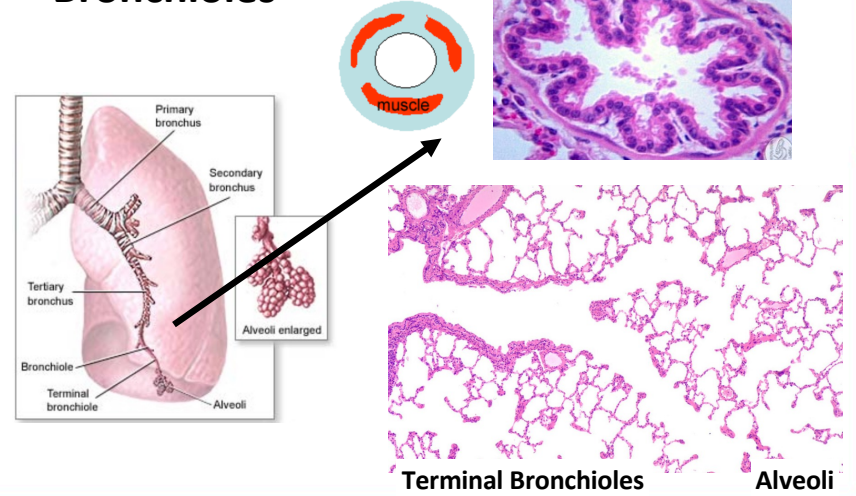 Bronchioles
muscle
Primary
bronchus
Secondary
bronchus
Tertiary
bronchus
Alveoli enlarged
Bronchiole
Terminal
bronchiole
Alveoli
Terminal Bronchioles
Alveoli